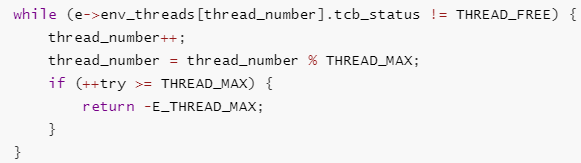 while (e->env_threads[thread_number].tcb_status != THREAD_FREE) {
    thread_number++;
    thread_number = thread_number % THREAD_MAX;
    if (++try >= THREAD_MAX) {
        return -E_THREAD_MAX;
    }
}